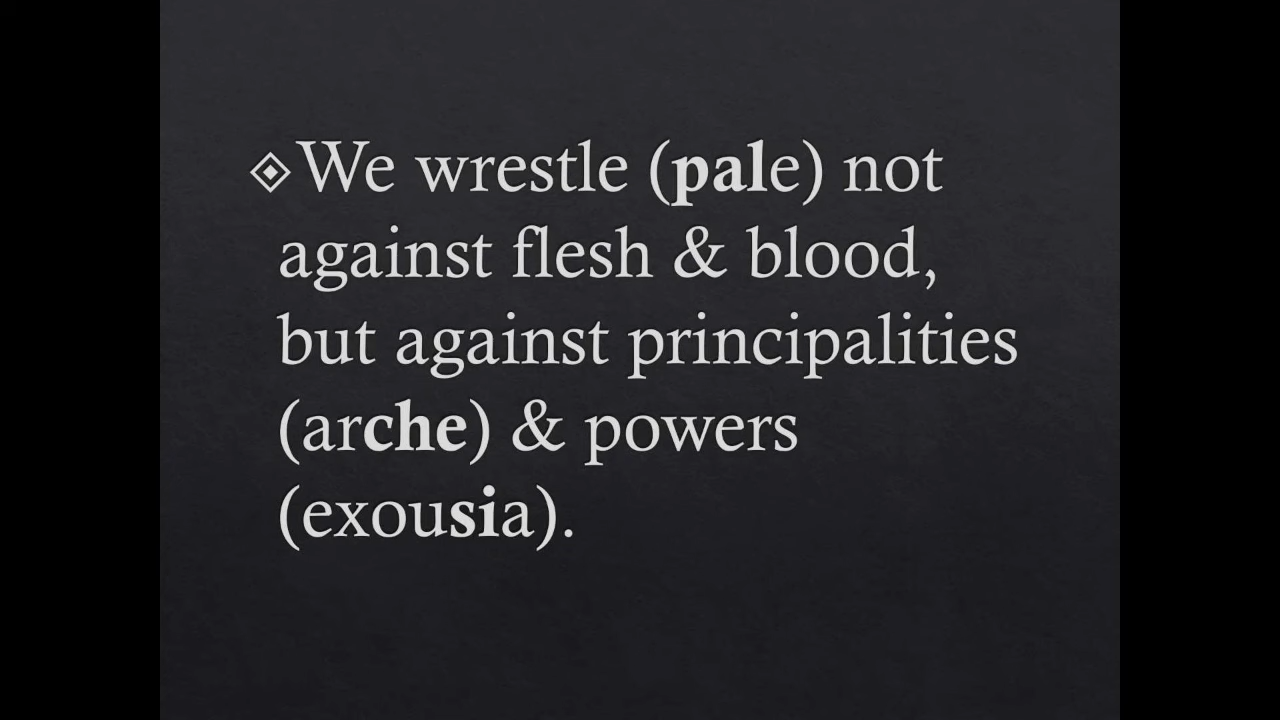 We wrestle (pale) not
against flesh & blood,
but against principalities
(arche) & powers
(exousia).